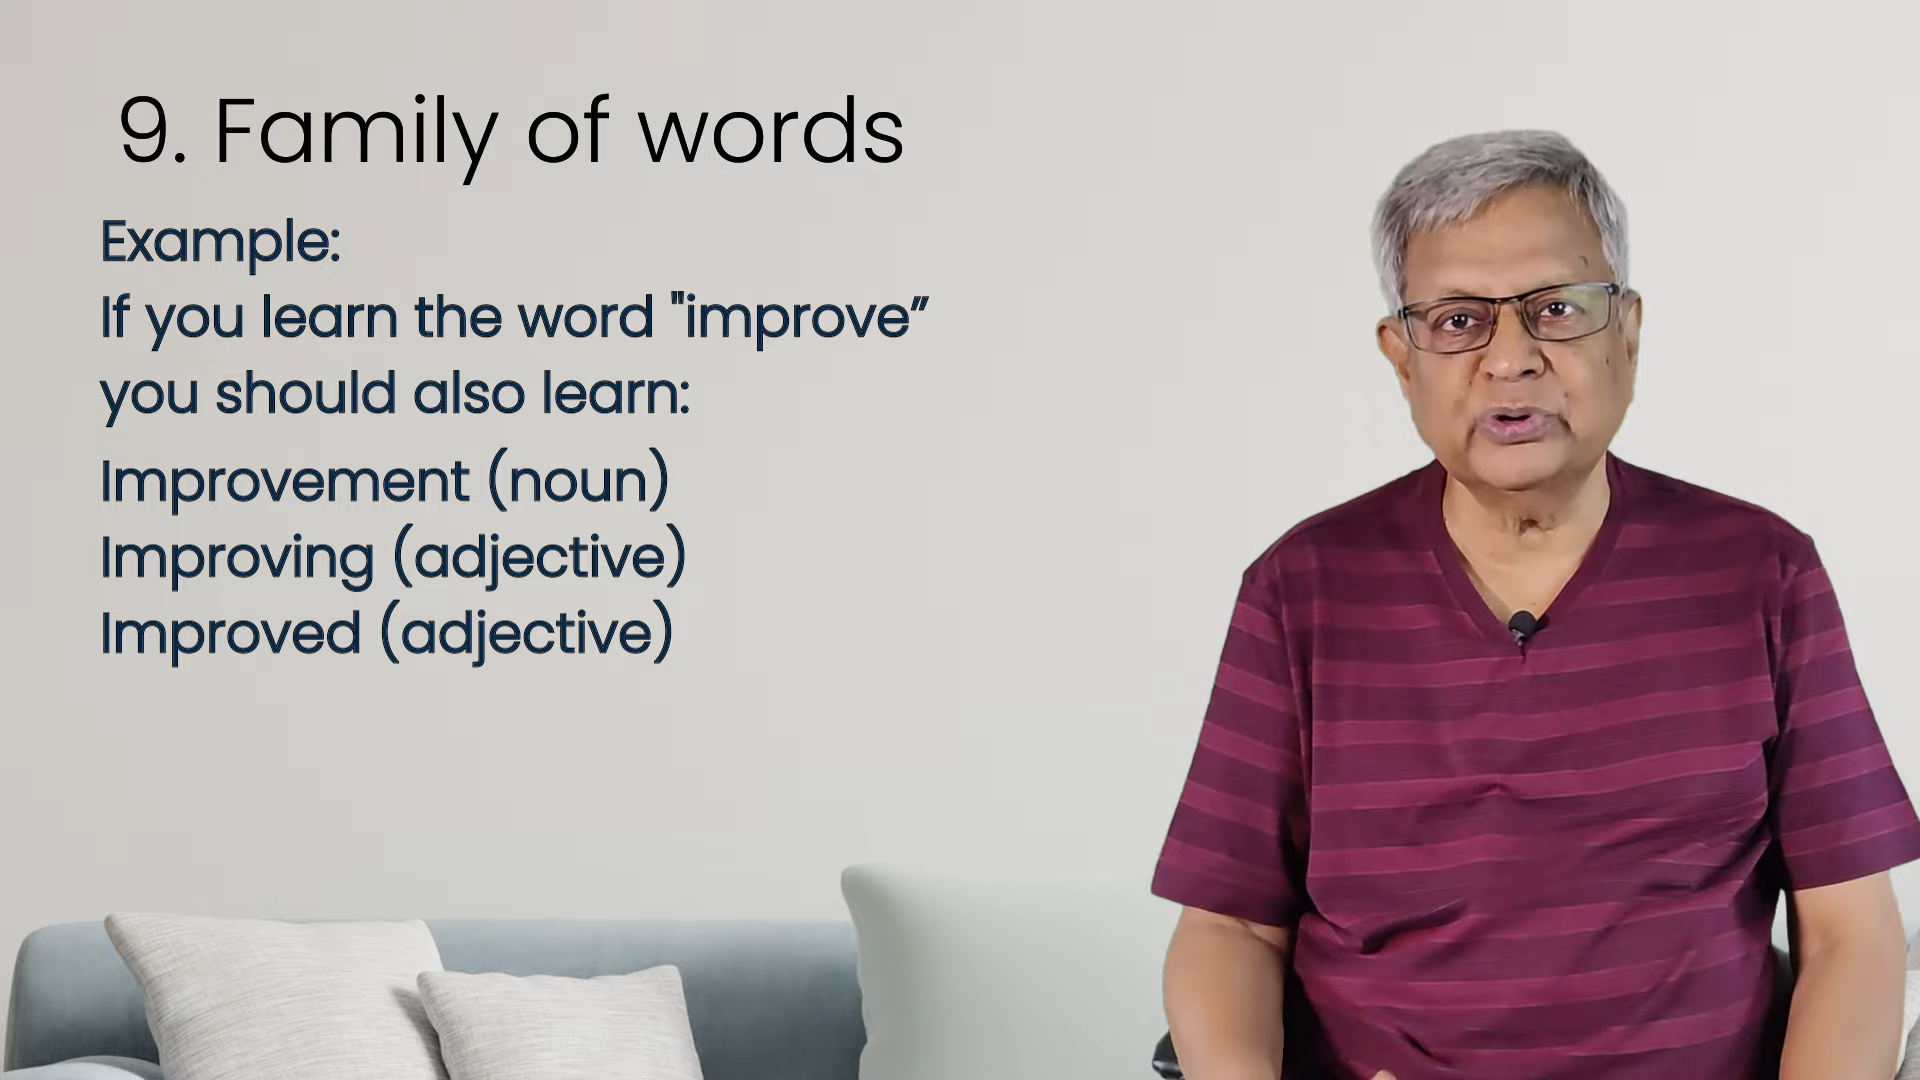 9. Family of words
Example:
If you learn the word "improve”
you should also learn:
Improvement (noun)
Improving (adjective)
Improved (adjective)